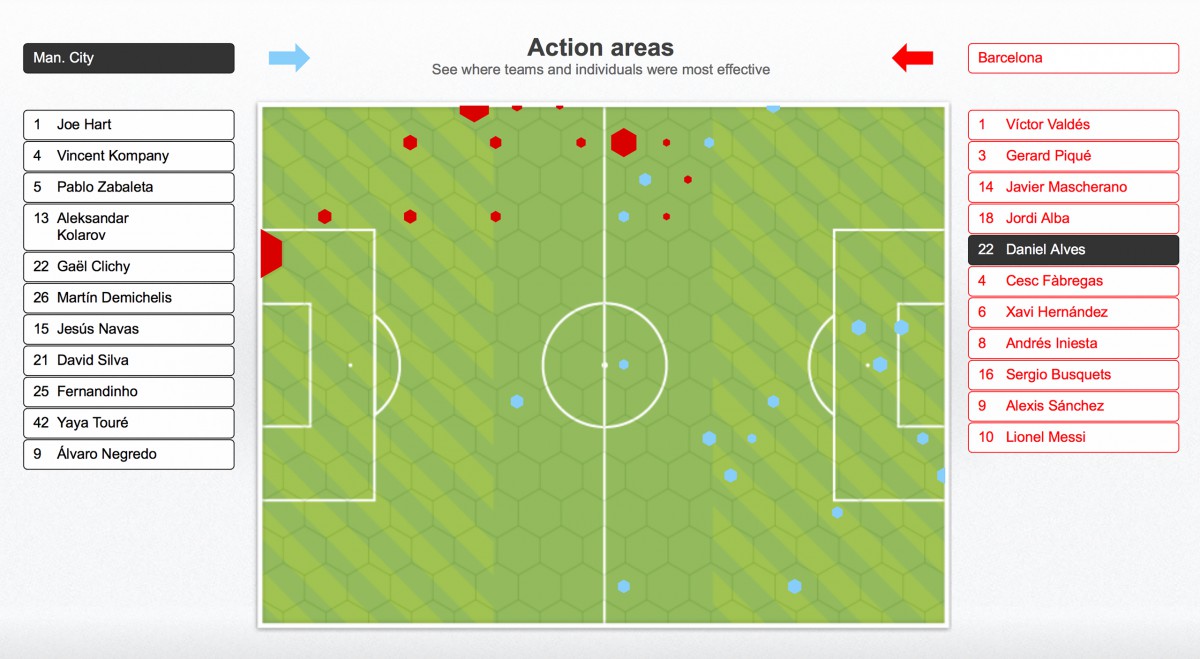 Man. City
Action areas
See where teams and individuals were most effective
Barcelona
1 Joe Hart
4 Vincent Kompany
5 Pablo Zabaleta
13 Aleksandar
Kolarov
22 Gaël Clichy
26 Martín Demichelis
15 Jesús Navas
21 David Silva
25 Fernandinho
42 Yaya Touré
9 Álvaro Negredo
1 Víctor Valdés
3 Gerard Piqué
14 Javier Mascherano
18 Jordi Alba
22 Daniel Alves
4 Cesc Fàbregas
6 Xavi Hernández
8 Andrés Iniesta
16 Sergio Busquets
9 Alexis Sánchez
10 Lionel Messi